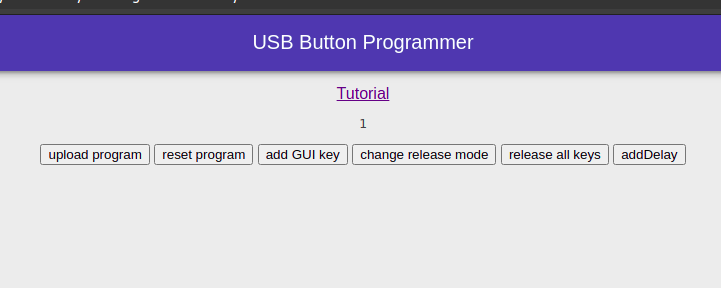 USB Button Programmer
Tutorial
1
upload program reset program add GUI key change release mode release all keys addDelay